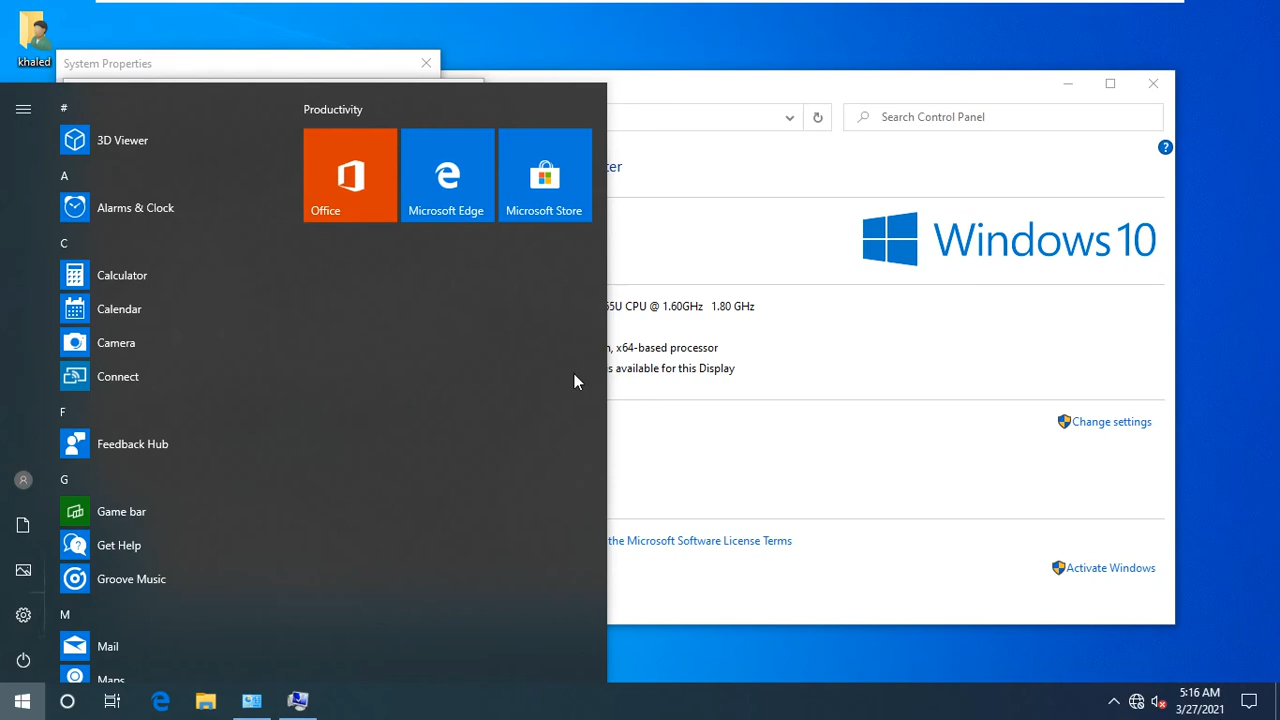 khaled
System Properties
Search Control Panel
ter
Windows 10
#
3D Viewer
A
Alarms & Clock
C
Calculator
Calendar
Camera
Connect
F
Feedback Hub
G
Game bar
Get Help
Groove Music
M
Mail
Maps
Productivity
Office
Microsoft Edge
Microsoft Store
65U CPU @ 1.60GHz 1.80 GHz
, x64-based processor
is available for this Display
Change settings
the Microsoft Software License Terms
Activate Windows
5:16 AM
3/27/2021